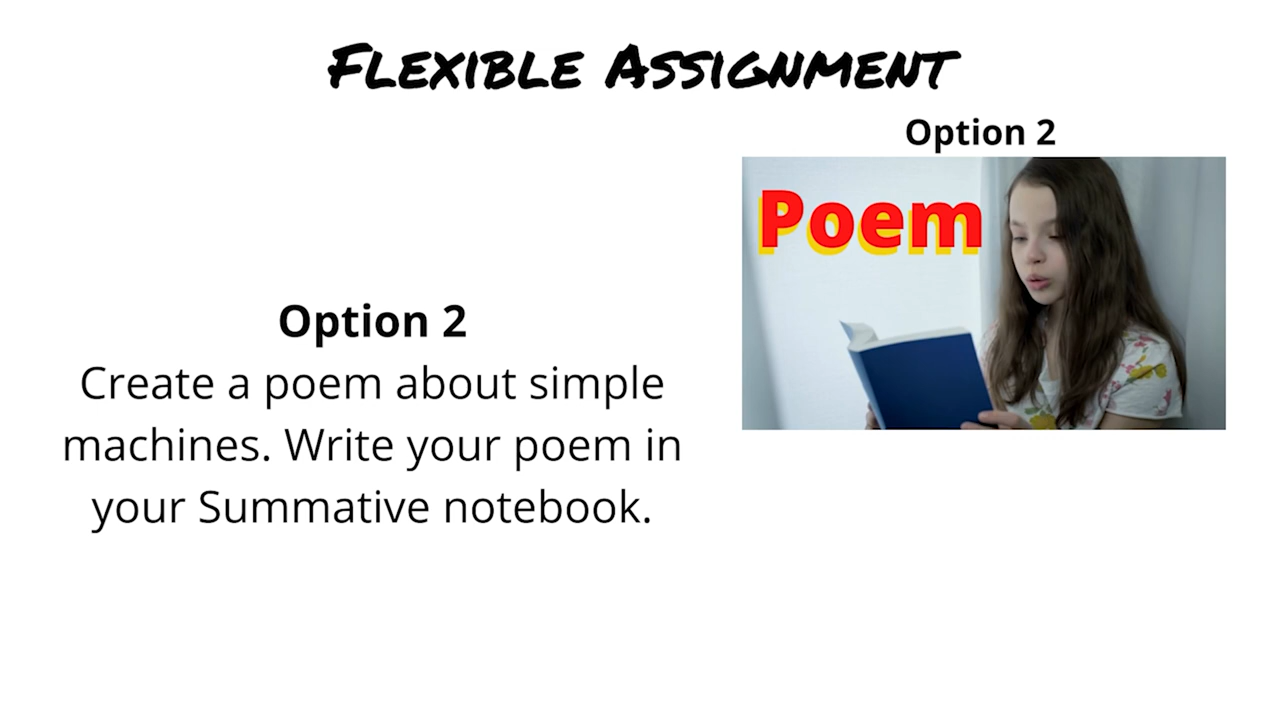 Flexible Assignment
Option 2
Poem
Option 2
Create a poem about simple
machines. Write your poem in
your Summative notebook.